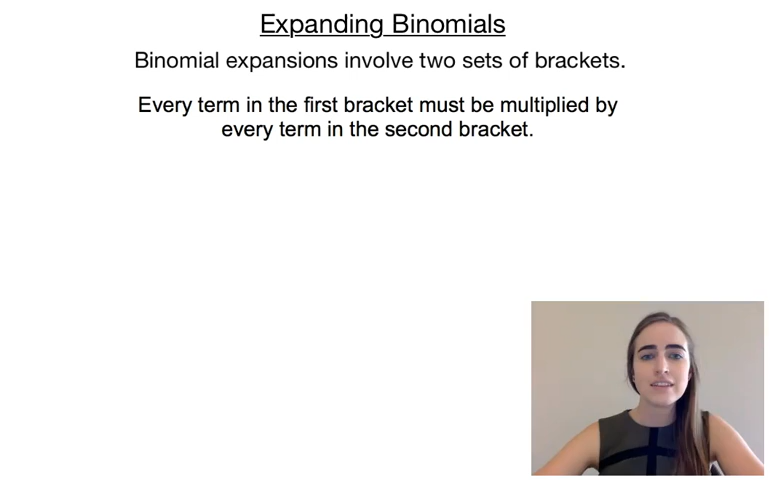 Expanding Binomials
Binomial expansions involve two sets of brackets.
Every term in the first bracket must be multiplied by
every term in the second bracket.